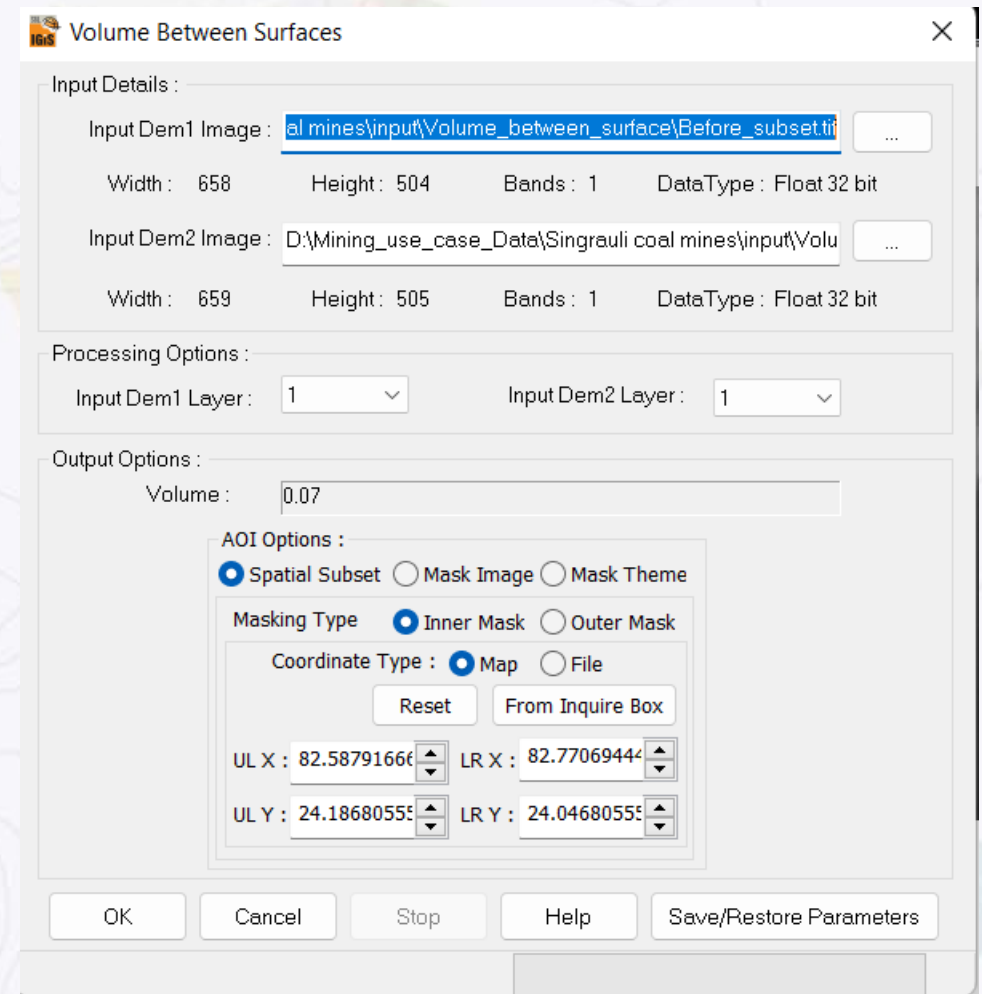 IGiS Volume Between Surfaces
Input Details :
Input Dem1 Image : al mines\input\Volume_between_surface\Before_subset.tif ...
Width : 658 Height : 504 Bands : 1 DataType : Float 32 bit
Input Dem2 Image : D:\Mining_use_case_Data\Singrauli coal mines\input\Volu ...
Width : 659 Height : 505 Bands : 1 DataType : Float 32 bit
Processing Options :
Input Dem1 Layer : 1 Input Dem2 Layer : 1
Output Options :
Volume : 0.07
AOI Options :
Spatial Subset Mask Image Mask Theme
Masking Type Inner Mask Outer Mask
Coordinate Type : Map File
Reset From Inquire Box
UL X : 82.58791666 LR X : 82.77069444
UL Y : 24.18680555 LR Y : 24.04680555
OK Cancel Stop Help Save/Restore Parameters